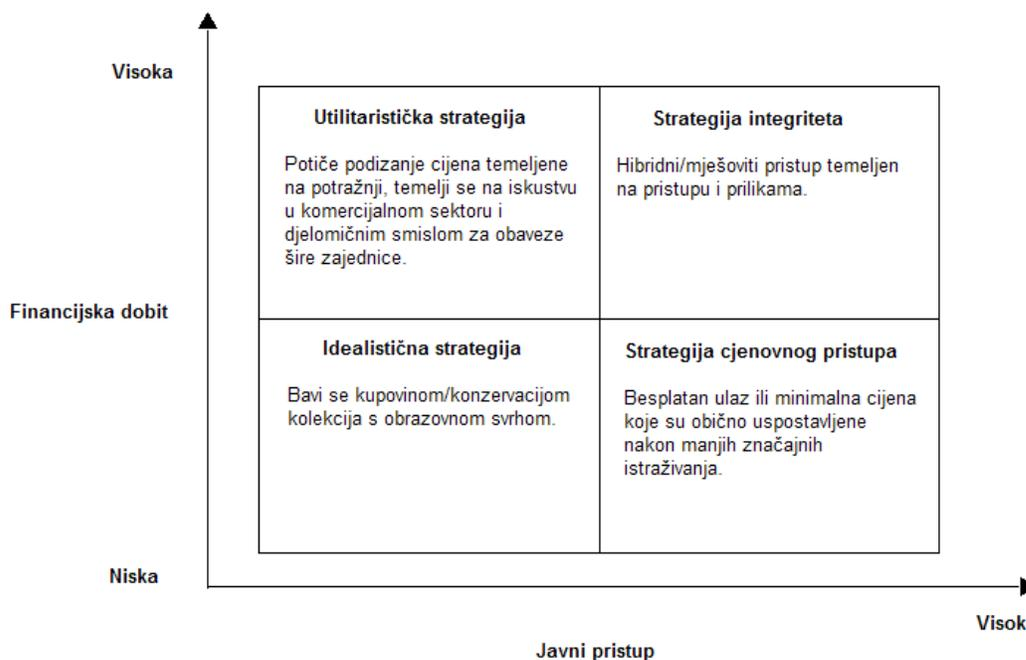 Visoka
Utilitaristička strategija
Potiče podizanje cijena temeljene
na potražnji, temelji se na iskustvu
u komercijalnom sektoru i
djelomičnim smislom za obaveze
šire zajednice.
Strategija integriteta
Hibridni/mješoviti pristup temeljen
na pristupu i prilikama.
Financijska dobit
Idealistična strategija
Bavi se kupovinom/konzervacijom
kolekcija s obrazovnom svrhom.
Strategija cjenovnog pristupa
Besplatan ulaz ili minimalna cijena
koje su obično uspostavljene
nakon manjih značajnih
istraživanja.
Niska
Visok
Javni pristup